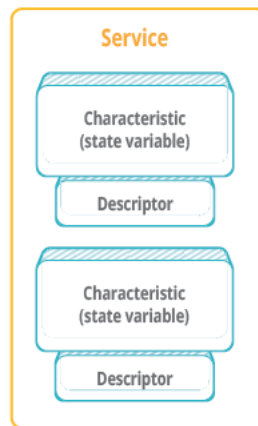 Service
Characteristic
(state variable)
Descriptor
Characteristic
(state variable)
Descriptor